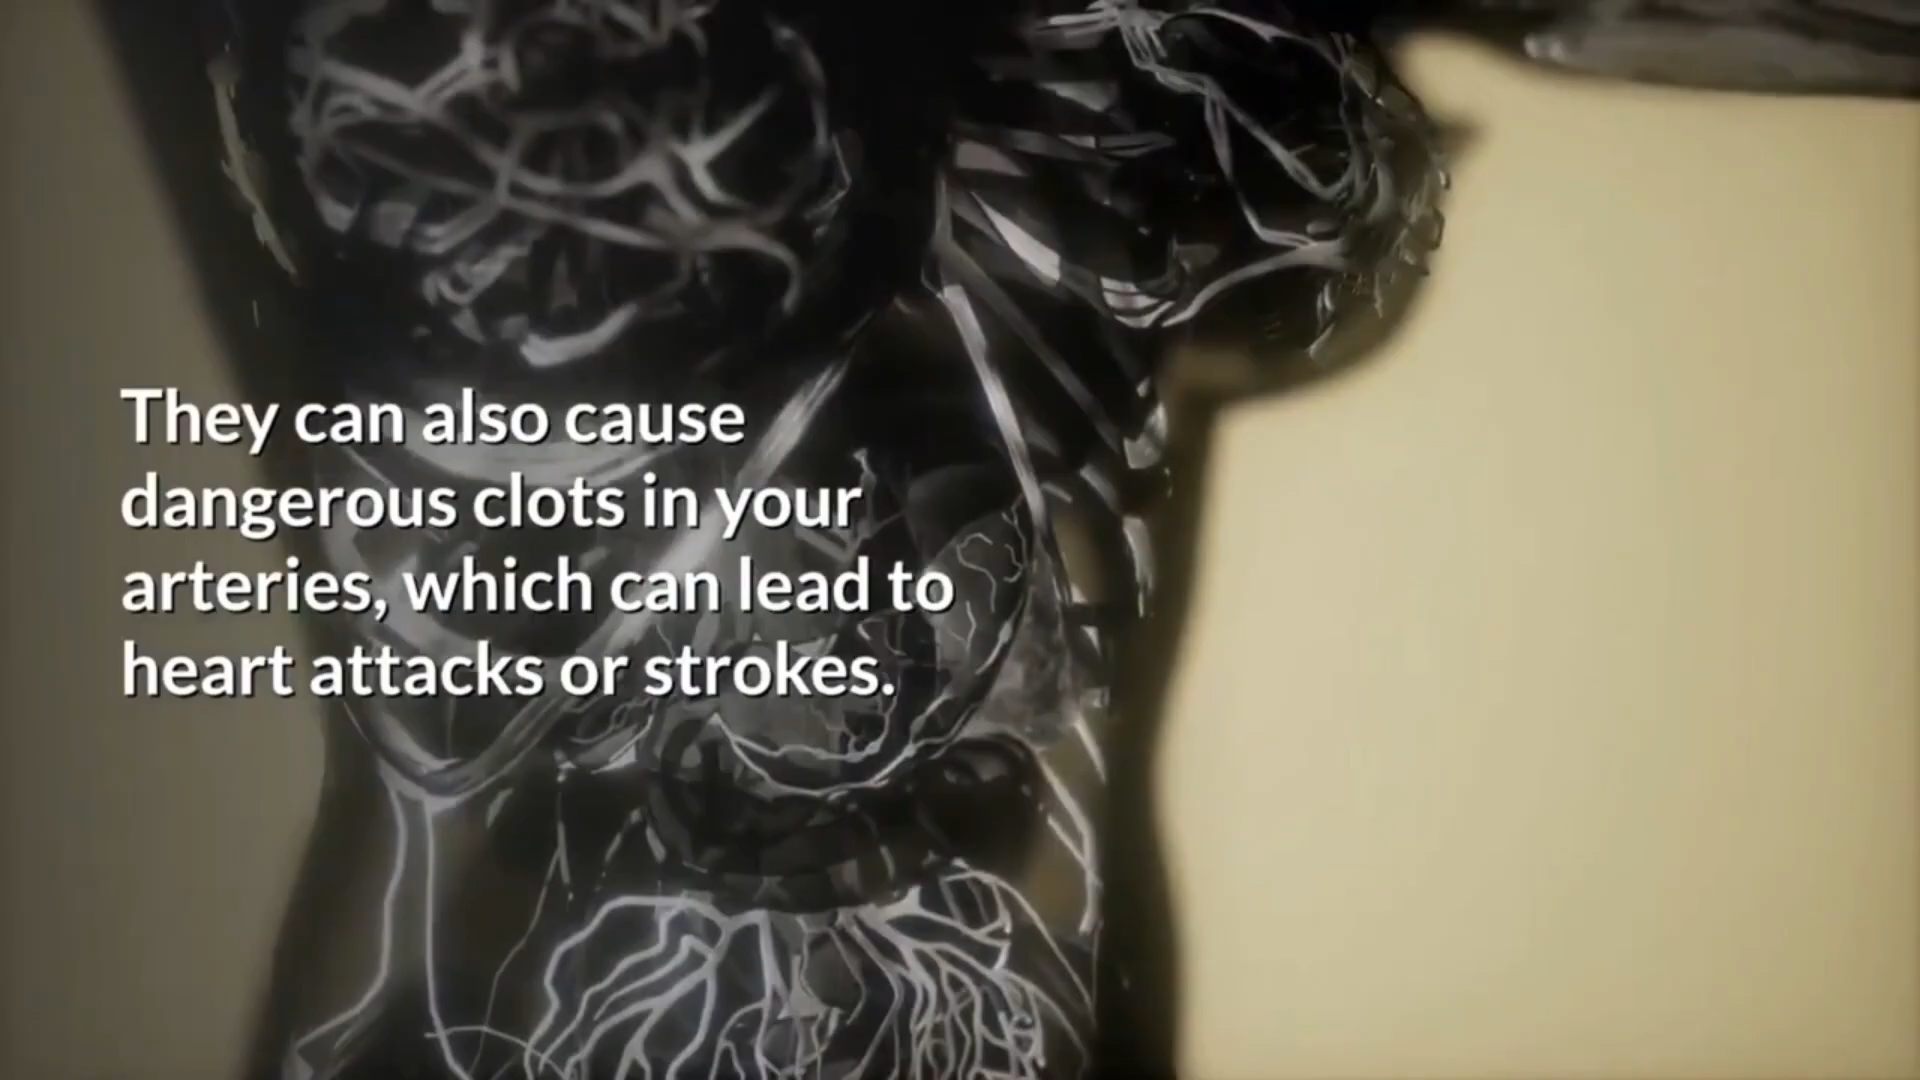 They can also cause
dangerous clots in your
arteries, which can lead to
heart attacks or strokes.